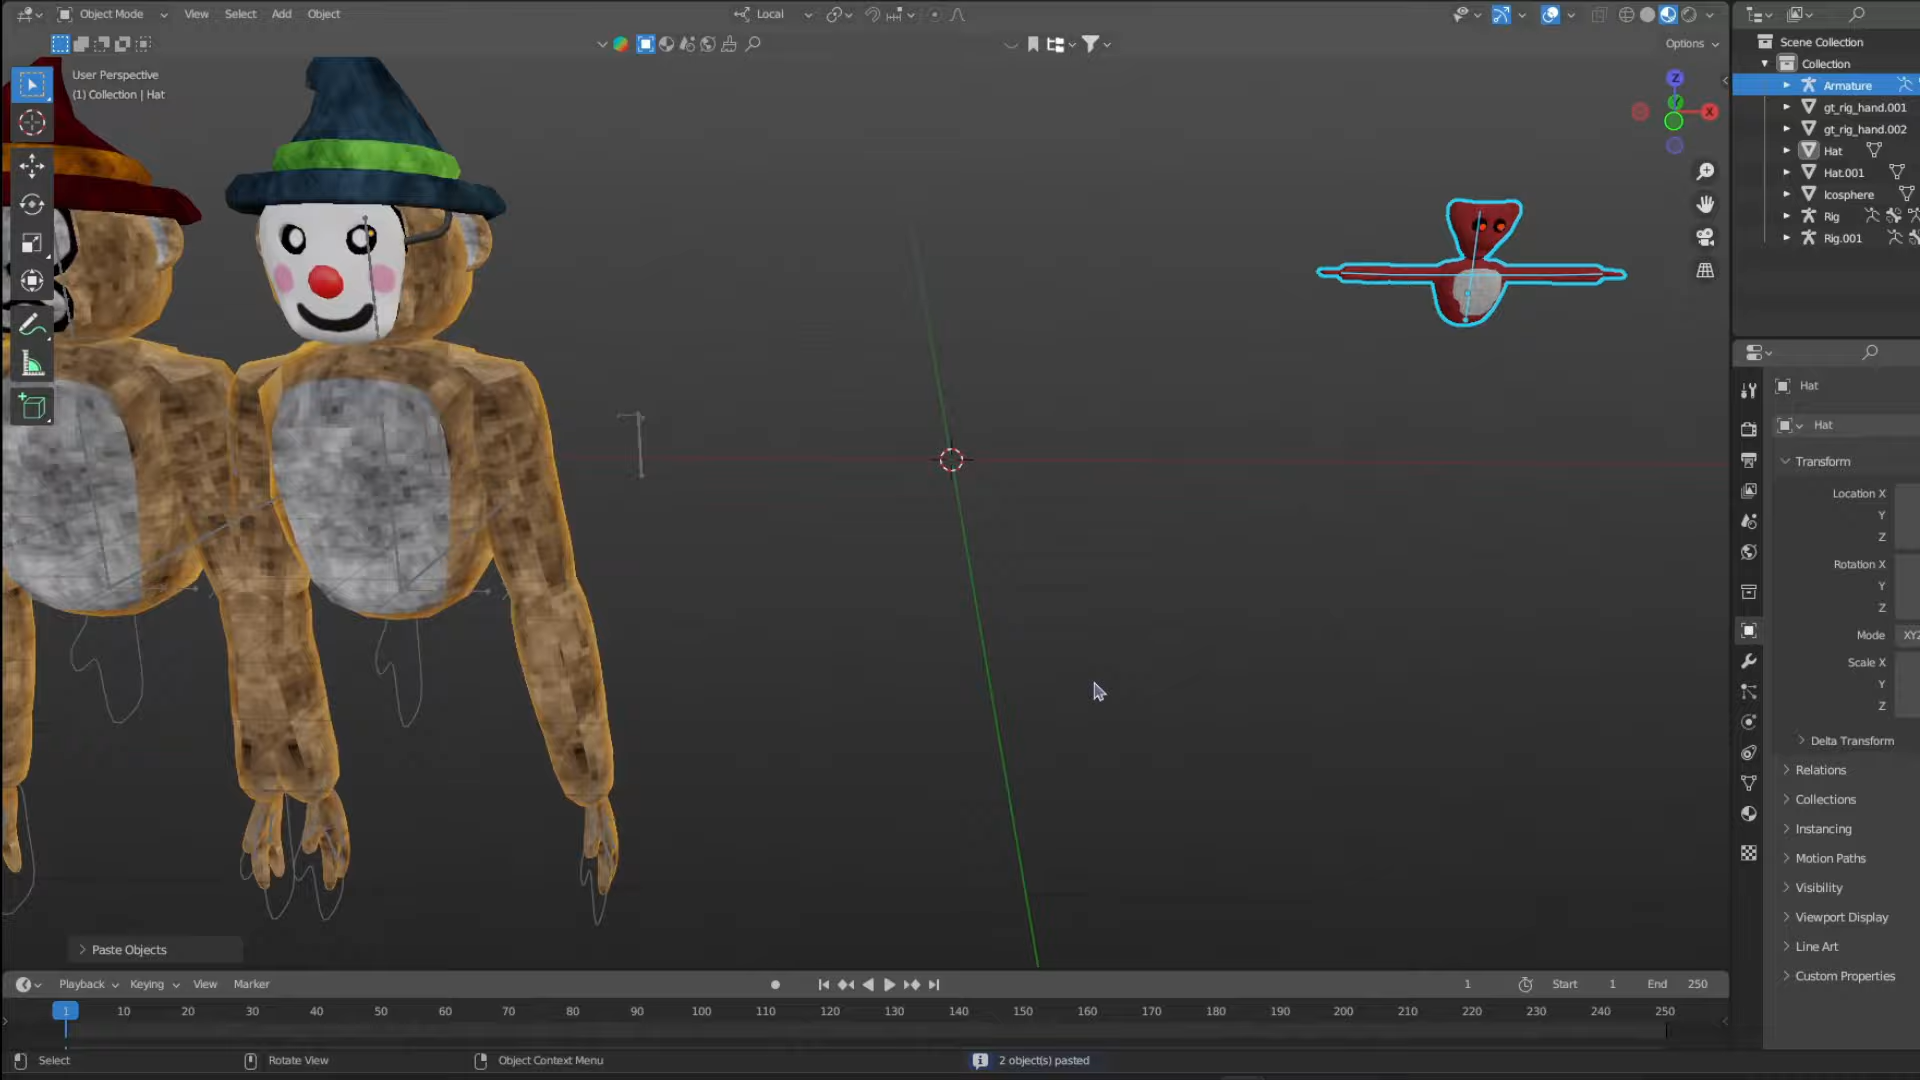 Object Mode View Select Add Object Local
Options
User Perspective
(1) Collection | Hat
Z
Y
X
Scene Collection
Collection
Armature
gt_rig_hand.001
gt_rig_hand.002
Hat
Hat.001
Icosphere
Rig
Rig.001
Hat
Hat
Transform
Location X
Y
Z
Rotation X
Y
Z
Mode XYZ
Scale X
Y
Z
Delta Transform
Relations
Collections
Instancing
Motion Paths
Visibility
Viewport Display
Line Art
Custom Properties
Paste Objects
Playback Keying View Marker 1 Start 1 End 250
1 10 20 30 40 50 60 70 80 90 100 110 120 130 140 150 160 170 180 190 200 210 220 230 240 250
Select Rotate View Object Context Menu 2 object(s) pasted